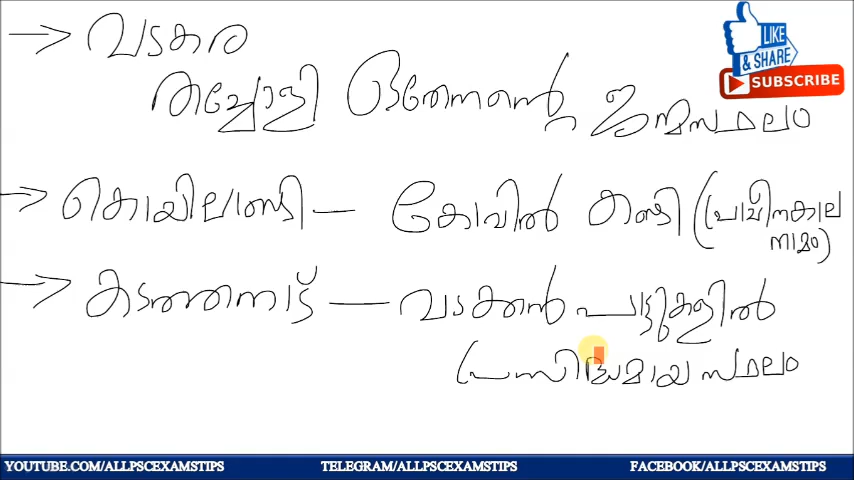 → വടകര
LIKE
& SHARE
SUBSCRIBE
തച്ചോളി ഒതേനന്റെ ജന്മസ്ഥലം
→ കൊയിലാണ്ടി — കോവിൽ കണ്ടി (പ്രാചീനകാല
നാമം)
→ കടത്തനാട് — വടക്കൻ പാട്ടുകളിൽ
പ്രസിദ്ധമായ സ്ഥലം
YOUTUBE.COM/ALLPSCEXAMSTIPS TELEGRAM/ALLPSCEXAMSTIPS FACEBOOK/ALLPSCEXAMSTIPS